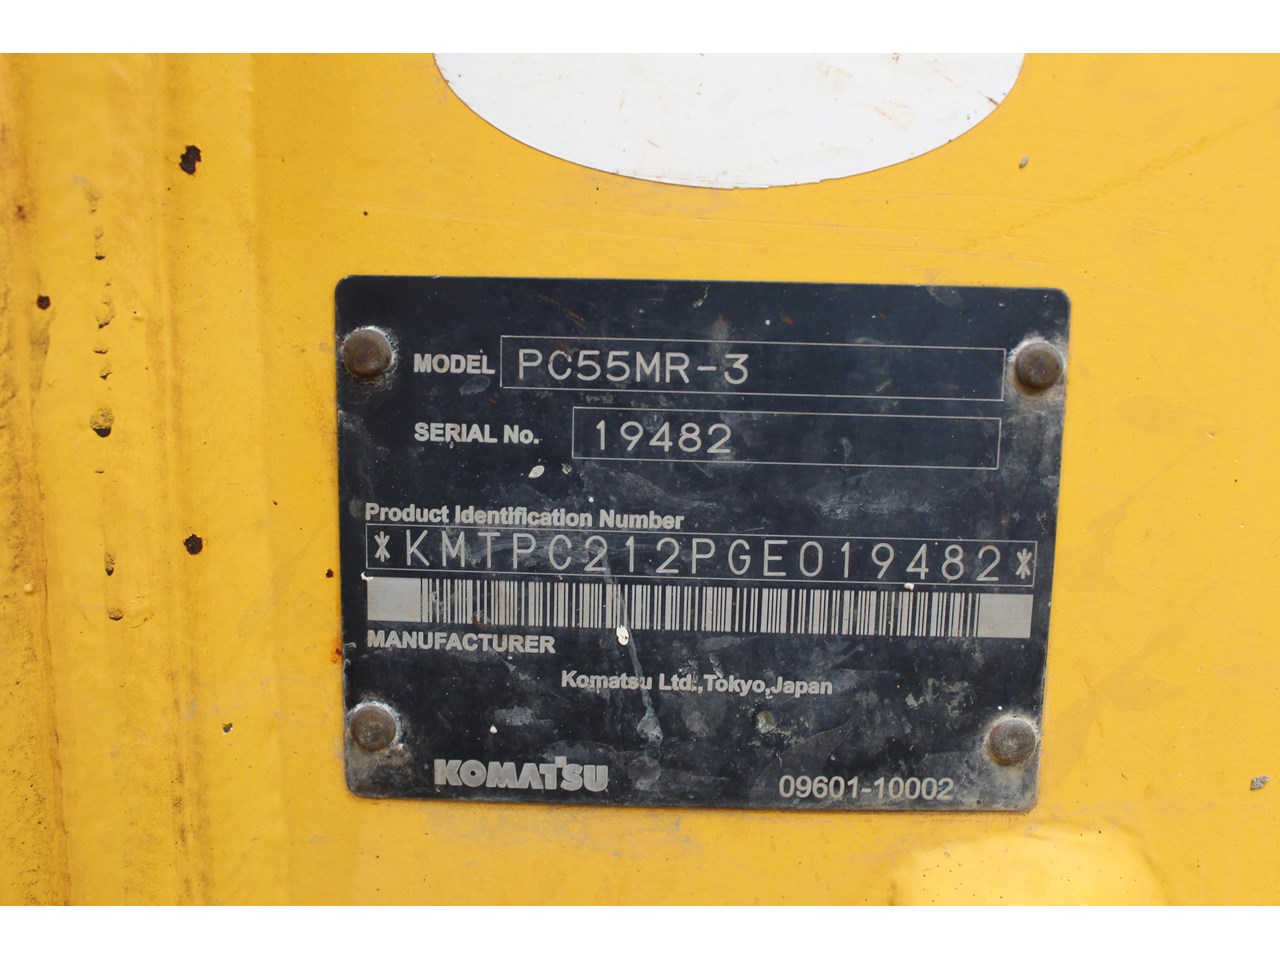 MODEL PC55MR-3
SERIAL No. 19482
Product Identification Number
*KMTPC212PGE019482*
MANUFACTURER
Komatsu Ltd.,Tokyo,Japan
KOMATSU 09601-10002